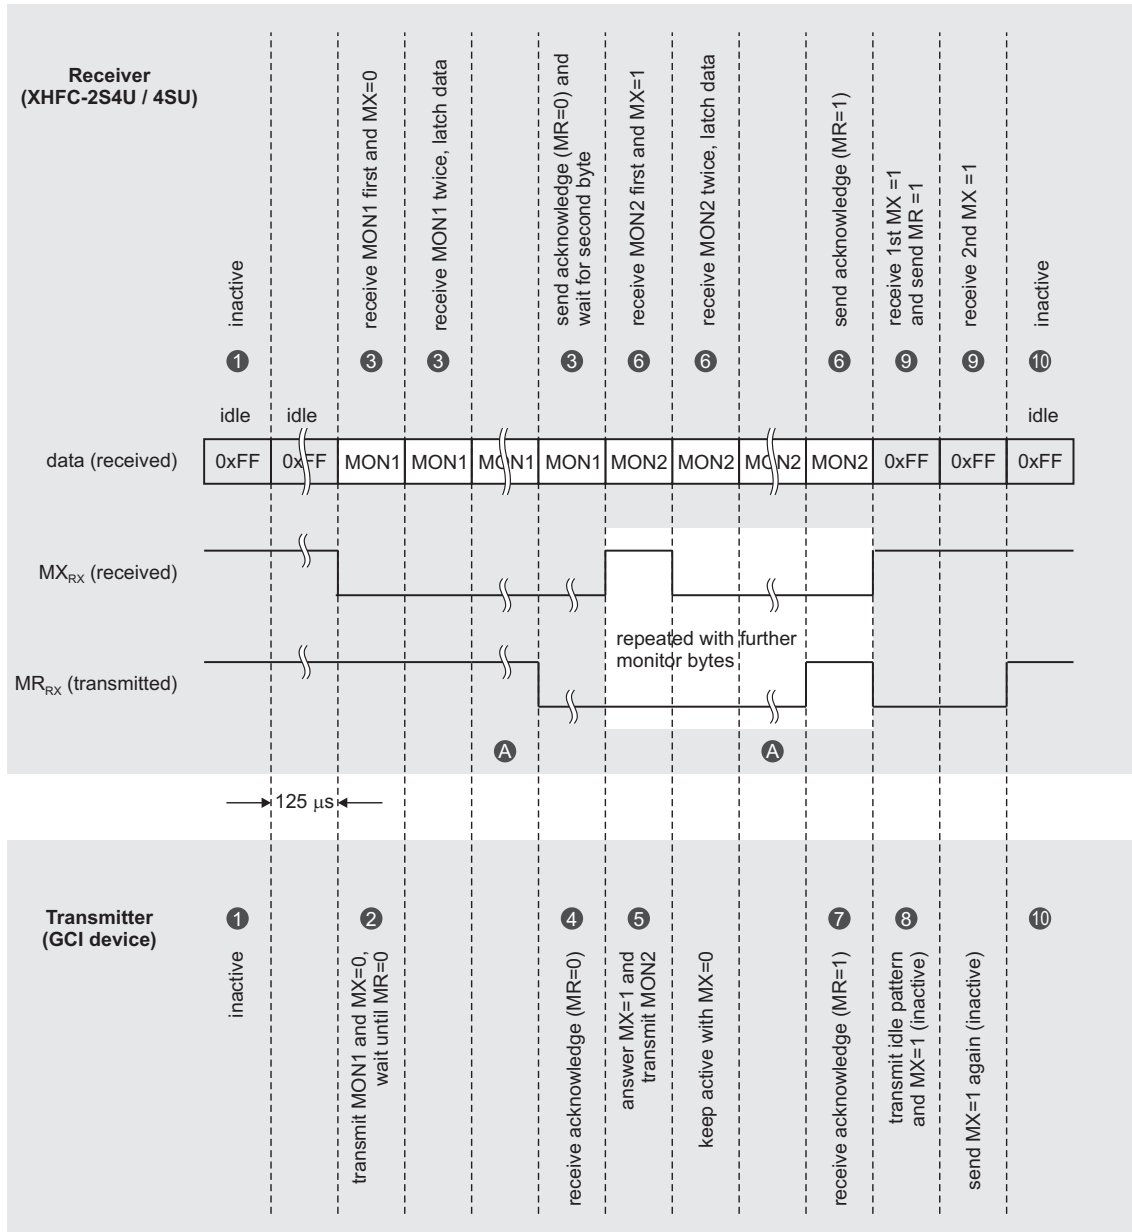 Receiver
(XHFC-2S4U / 4SU)
inactive
receive MON1 first and MX=0
receive MON1 twice, latch data
send acknowledge (MR=0) and
wait for second byte
receive MON2 first and MX=1
receive MON2 twice, latch data
send acknowledge (MR=1)
receive 1st MX =1
and send MR =1
receive 2nd MX =1
inactive
1 3 3 3 6 6 6 9 9 10
idle idle idle
data (received) 0xFF 0xFF MON1 MON1 MON1 MON1 MON2 MON2 MON2 MON2 0xFF 0xFF 0xFF
MXRX (received)
repeated with further
monitor bytes
MRRX (transmitted)
A A
125 µs
Transmitter
(GCI device)
1 2 4 5 7 8 10
inactive
transmit MON1 and MX=0,
wait until MR=0
receive acknowledge (MR=0)
answer MX=1 and
transmit MON2
keep active with MX=0
receive acknowledge (MR=1)
transmit idle pattern
and MX=1 (inactive)
send MX=1 again (inactive)